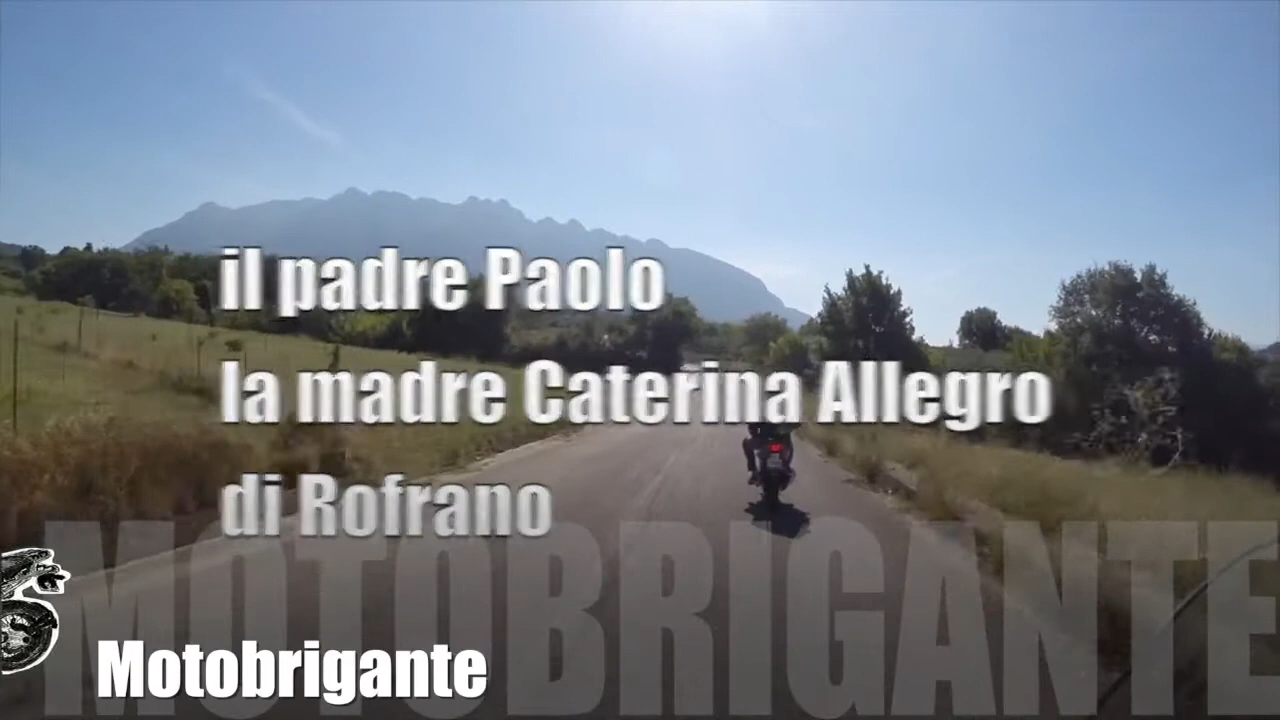 il padre Paolo
la madre Caterina Allegro
di Rofrano
MOTOBRIGANTE
Motobrigante